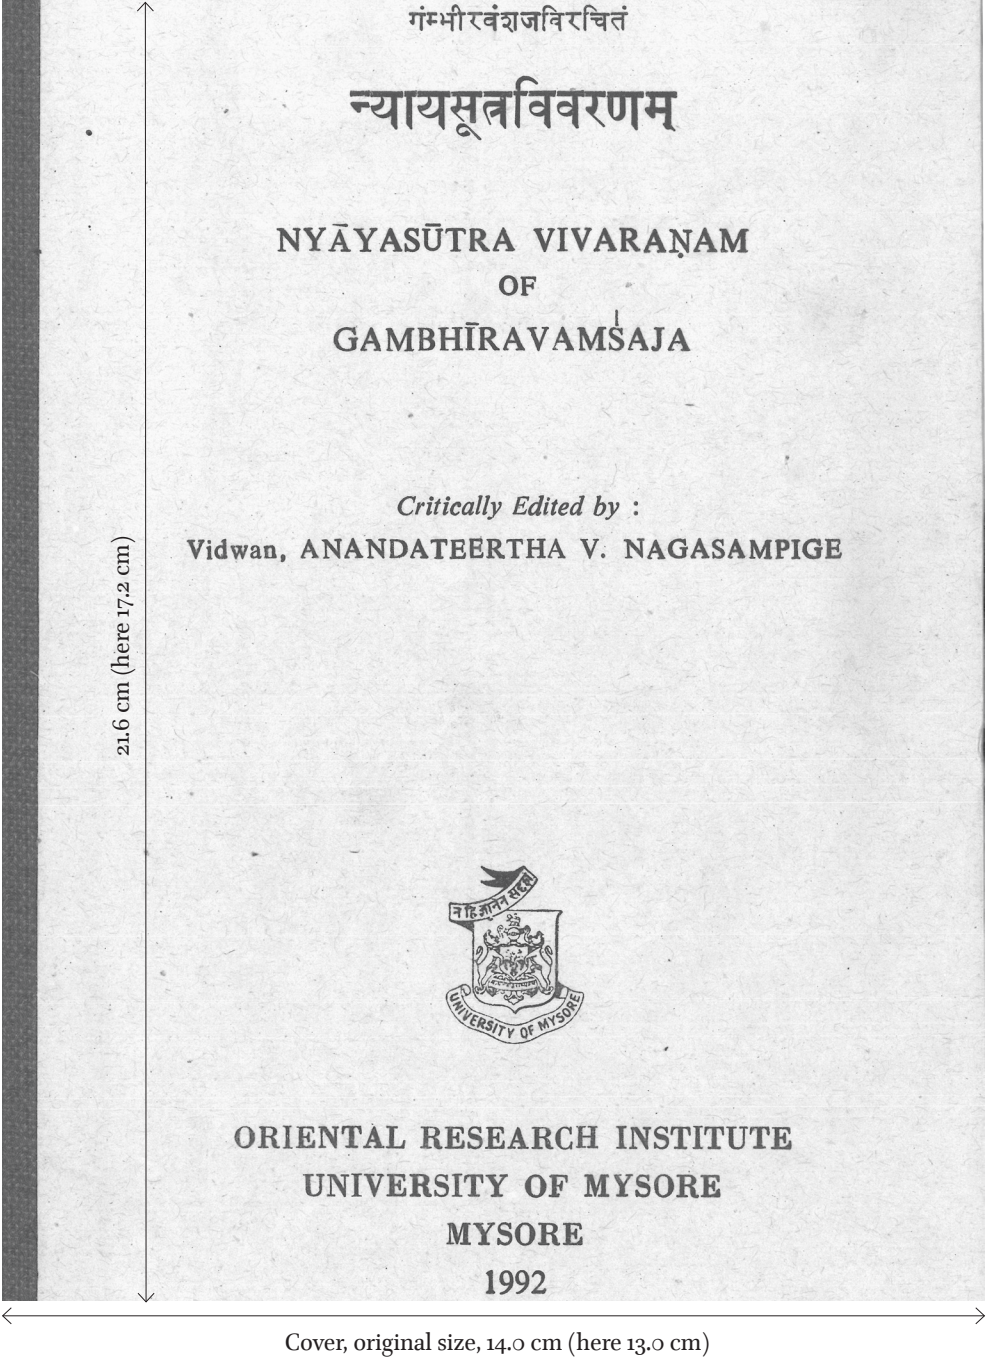 गंम्भीरवंशजविरचितं
न्यायसूत्रविवरणम्
NYĀYASŪTRA VIVARAṆAM
OF
GAMBHĪRAVAMŚAJA
Critically Edited by :
Vidwan, ANANDATEERTHA V. NAGASAMPIGE
21.6 cm (here 17.2 cm)
न हि ज्ञानेन सदृशं
UNIVERSITY OF MYSORE
ORIENTAL RESEARCH INSTITUTE
UNIVERSITY OF MYSORE
MYSORE
1992
Cover, original size, 14.0 cm (here 13.0 cm)